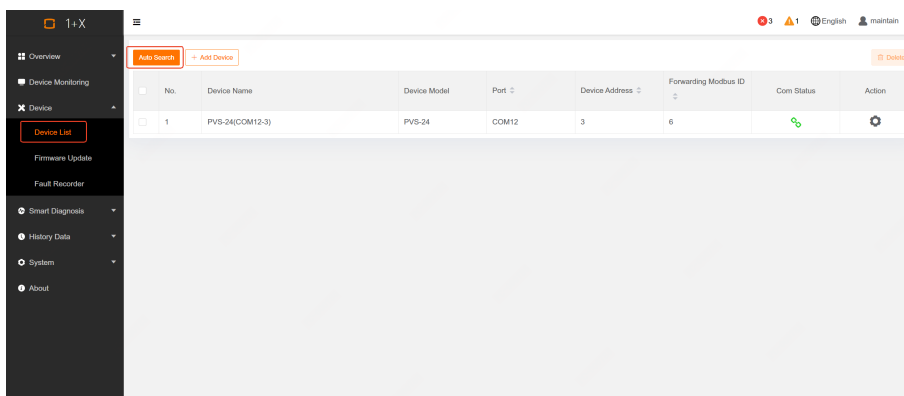 1+X
3
1
English
maintain
Overview
Device Monitoring
Device
Device List
Firmware Update
Fault Recorder
Smart Diagnosis
History Data
System
About
Auto Search
+ Add Device
Delete
No.
Device Name
Device Model
Port
Device Address
Forwarding Modbus ID
Com Status
Action
1
PVS-24(COM12-3)
PVS-24
COM12
3
6